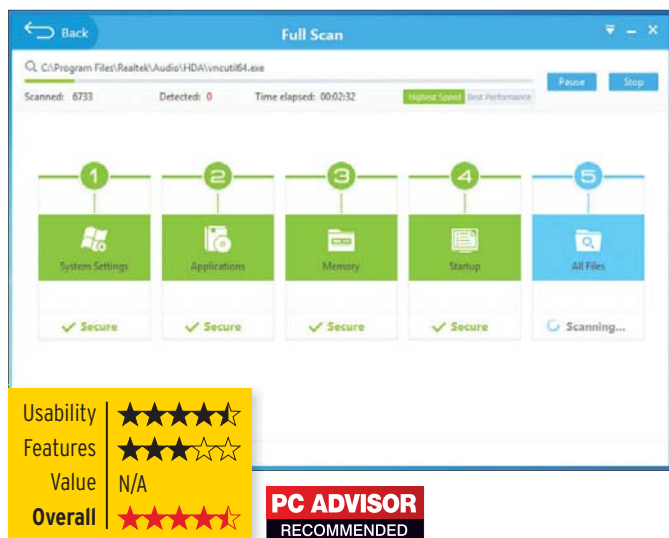 Back
Full Scan
C:\Program Files\Realtek\Audio\HDA\vncutil64.exe
Pause
Stop
Scanned: 6733
Detected: 0
Time elapsed: 00:02:32
Highest Speed
Best Performance
1
2
3
4
5
System Settings
Applications
Memory
Startup
All Files
Secure
Secure
Secure
Secure
Scanning...
Usability
Features
Value N/A
Overall
PC ADVISOR
RECOMMENDED